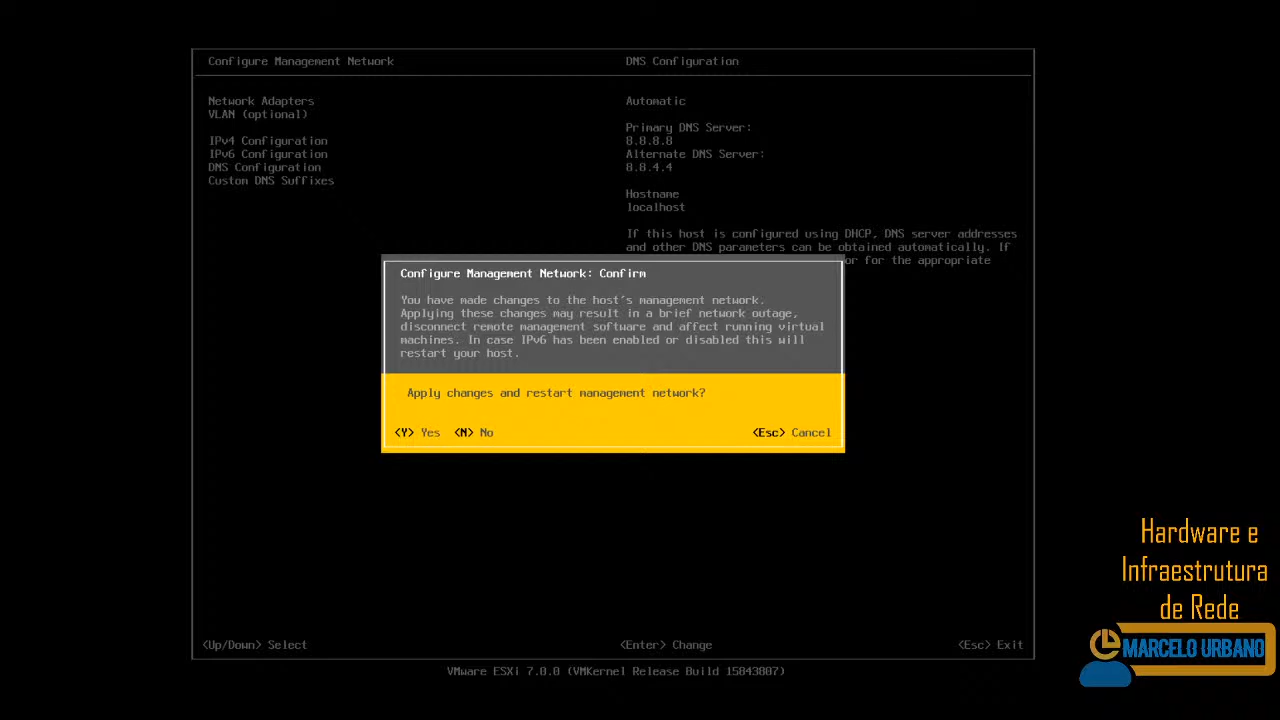 Configure Management Network
DNS Configuration
Network Adapters
VLAN (optional)
IPv4 Configuration
IPv6 Configuration
DNS Configuration
Custom DNS Suffixes
Automatic
Primary DNS Server:
8.8.8.8
Alternate DNS Server:
8.8.4.4
Hostname
localhost
If this host is configured using DHCP, DNS server addresses
and other DNS parameters can be obtained automatically. If
or for the appropriate
Configure Management Network: Confirm
You have made changes to the host's management network.
Applying these changes may result in a brief network outage,
disconnect remote management software and affect running virtual
machines. In case IPv6 has been enabled or disabled this will
restart your host.
Apply changes and restart management network?
<Y> Yes <N> No
<Esc> Cancel
<Up/Down> Select
<Enter> Change
<Esc> Exit
VMware ESXi 7.0.0 (VMKernel Release Build 15843807)
Hardware e
Infraestrutura
de Rede
MARCELO URBANO